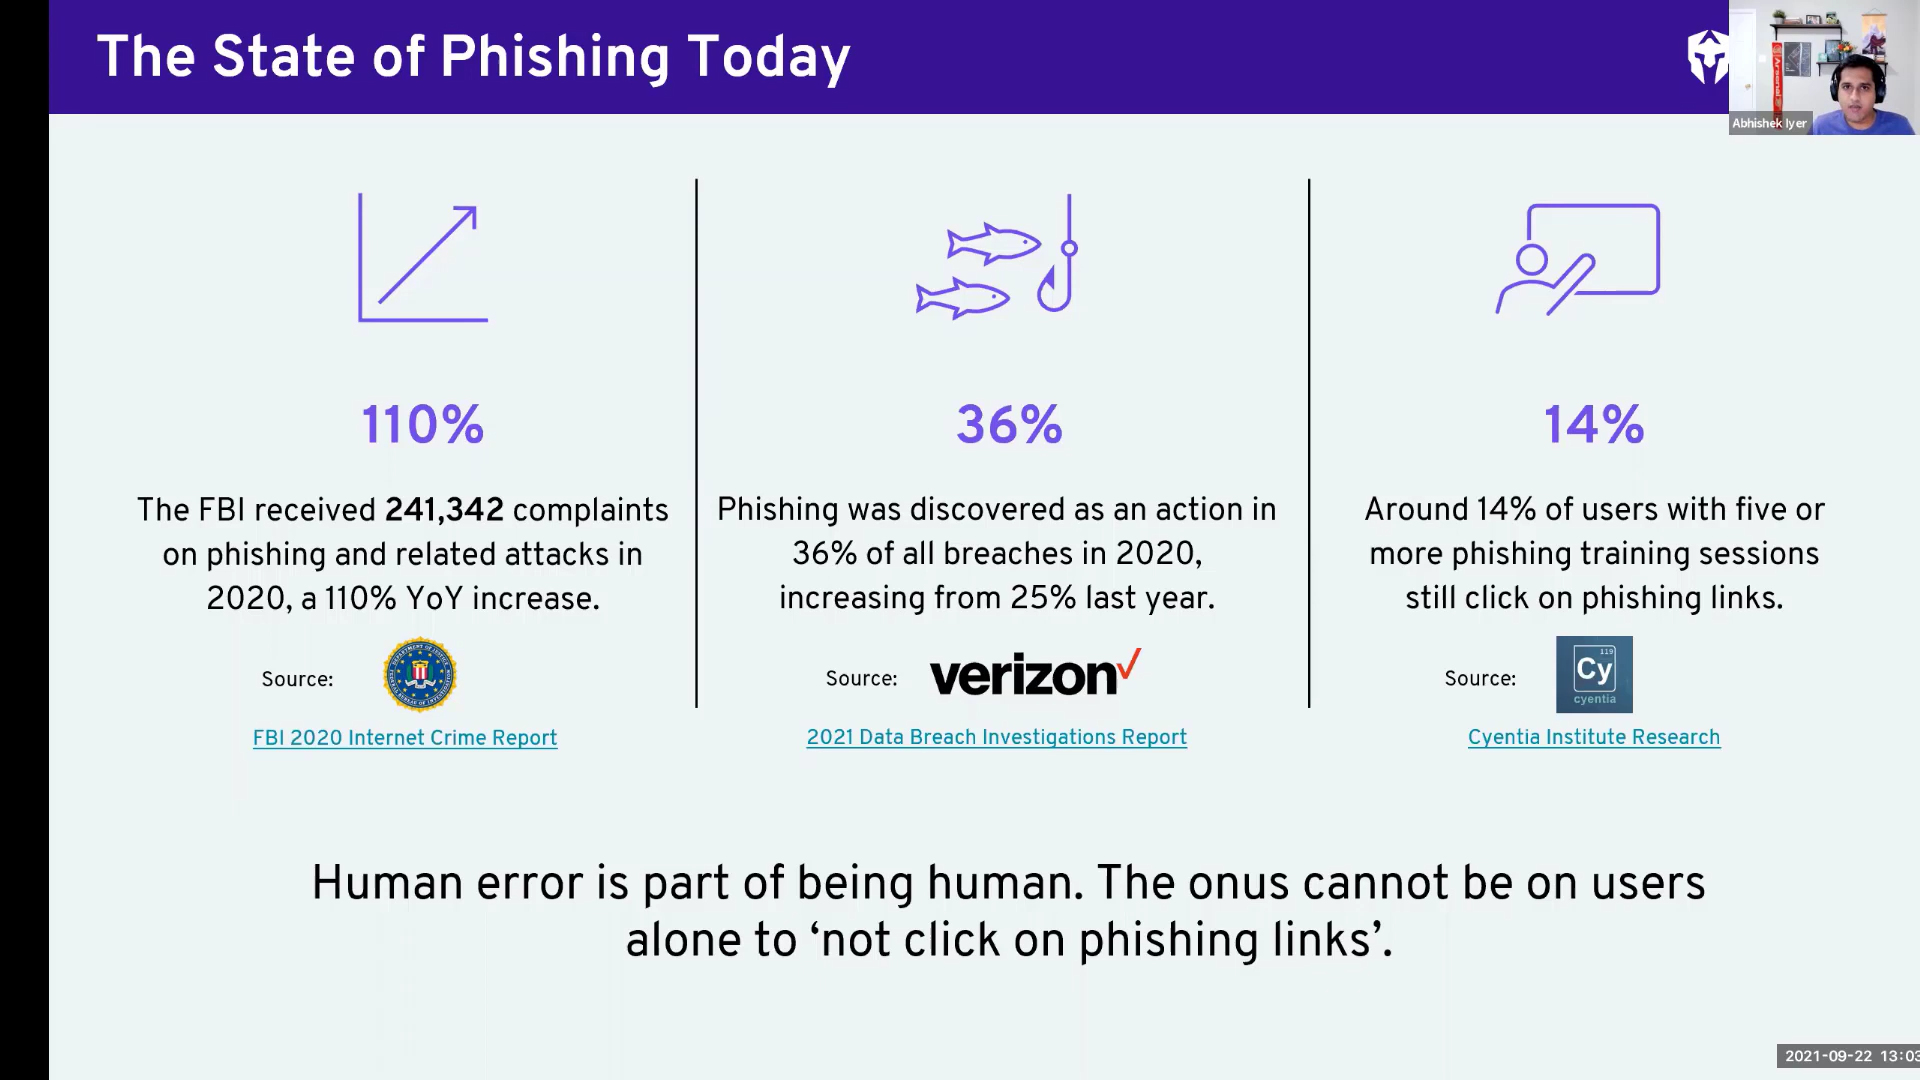 The State of Phishing Today
Abhishek Iyer
110%
The FBI received 241,342 complaints
on phishing and related attacks in
2020, a 110% YoY increase.
Source:
FBI 2020 Internet Crime Report
36%
Phishing was discovered as an action in
36% of all breaches in 2020,
increasing from 25% last year.
Source:
verizon
2021 Data Breach Investigations Report
14%
Around 14% of users with five or
more phishing training sessions
still click on phishing links.
Source:
119
Cy
cyentia
Cyentia Institute Research
Human error is part of being human. The onus cannot be on users
alone to ‘not click on phishing links’.
2021-09-22 13:03